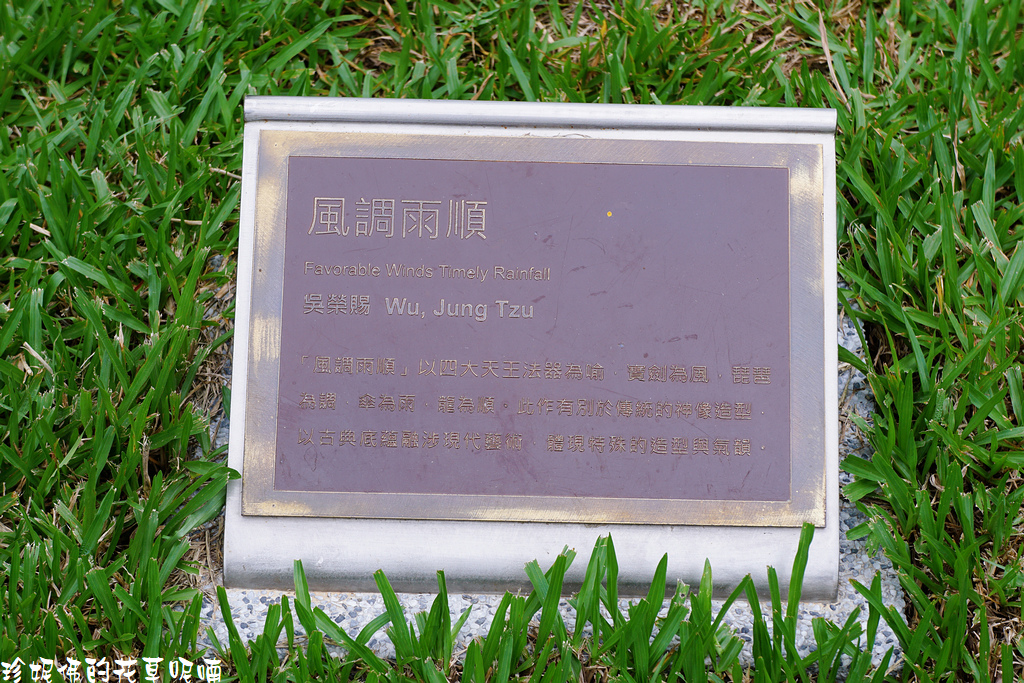 風調雨順
Favorable Winds Timely Rainfall
吳榮賜 Wu, Jung Tzu
「風調雨順」以四大天王法器為喻，寶劍為風，琵琶
為調，傘為雨，龍為順。此作有別於傳統的神像造型，
以古典底蘊融涉現代藝術，體現特殊的造型與氣韻。
珍妮佛的花草呢喃